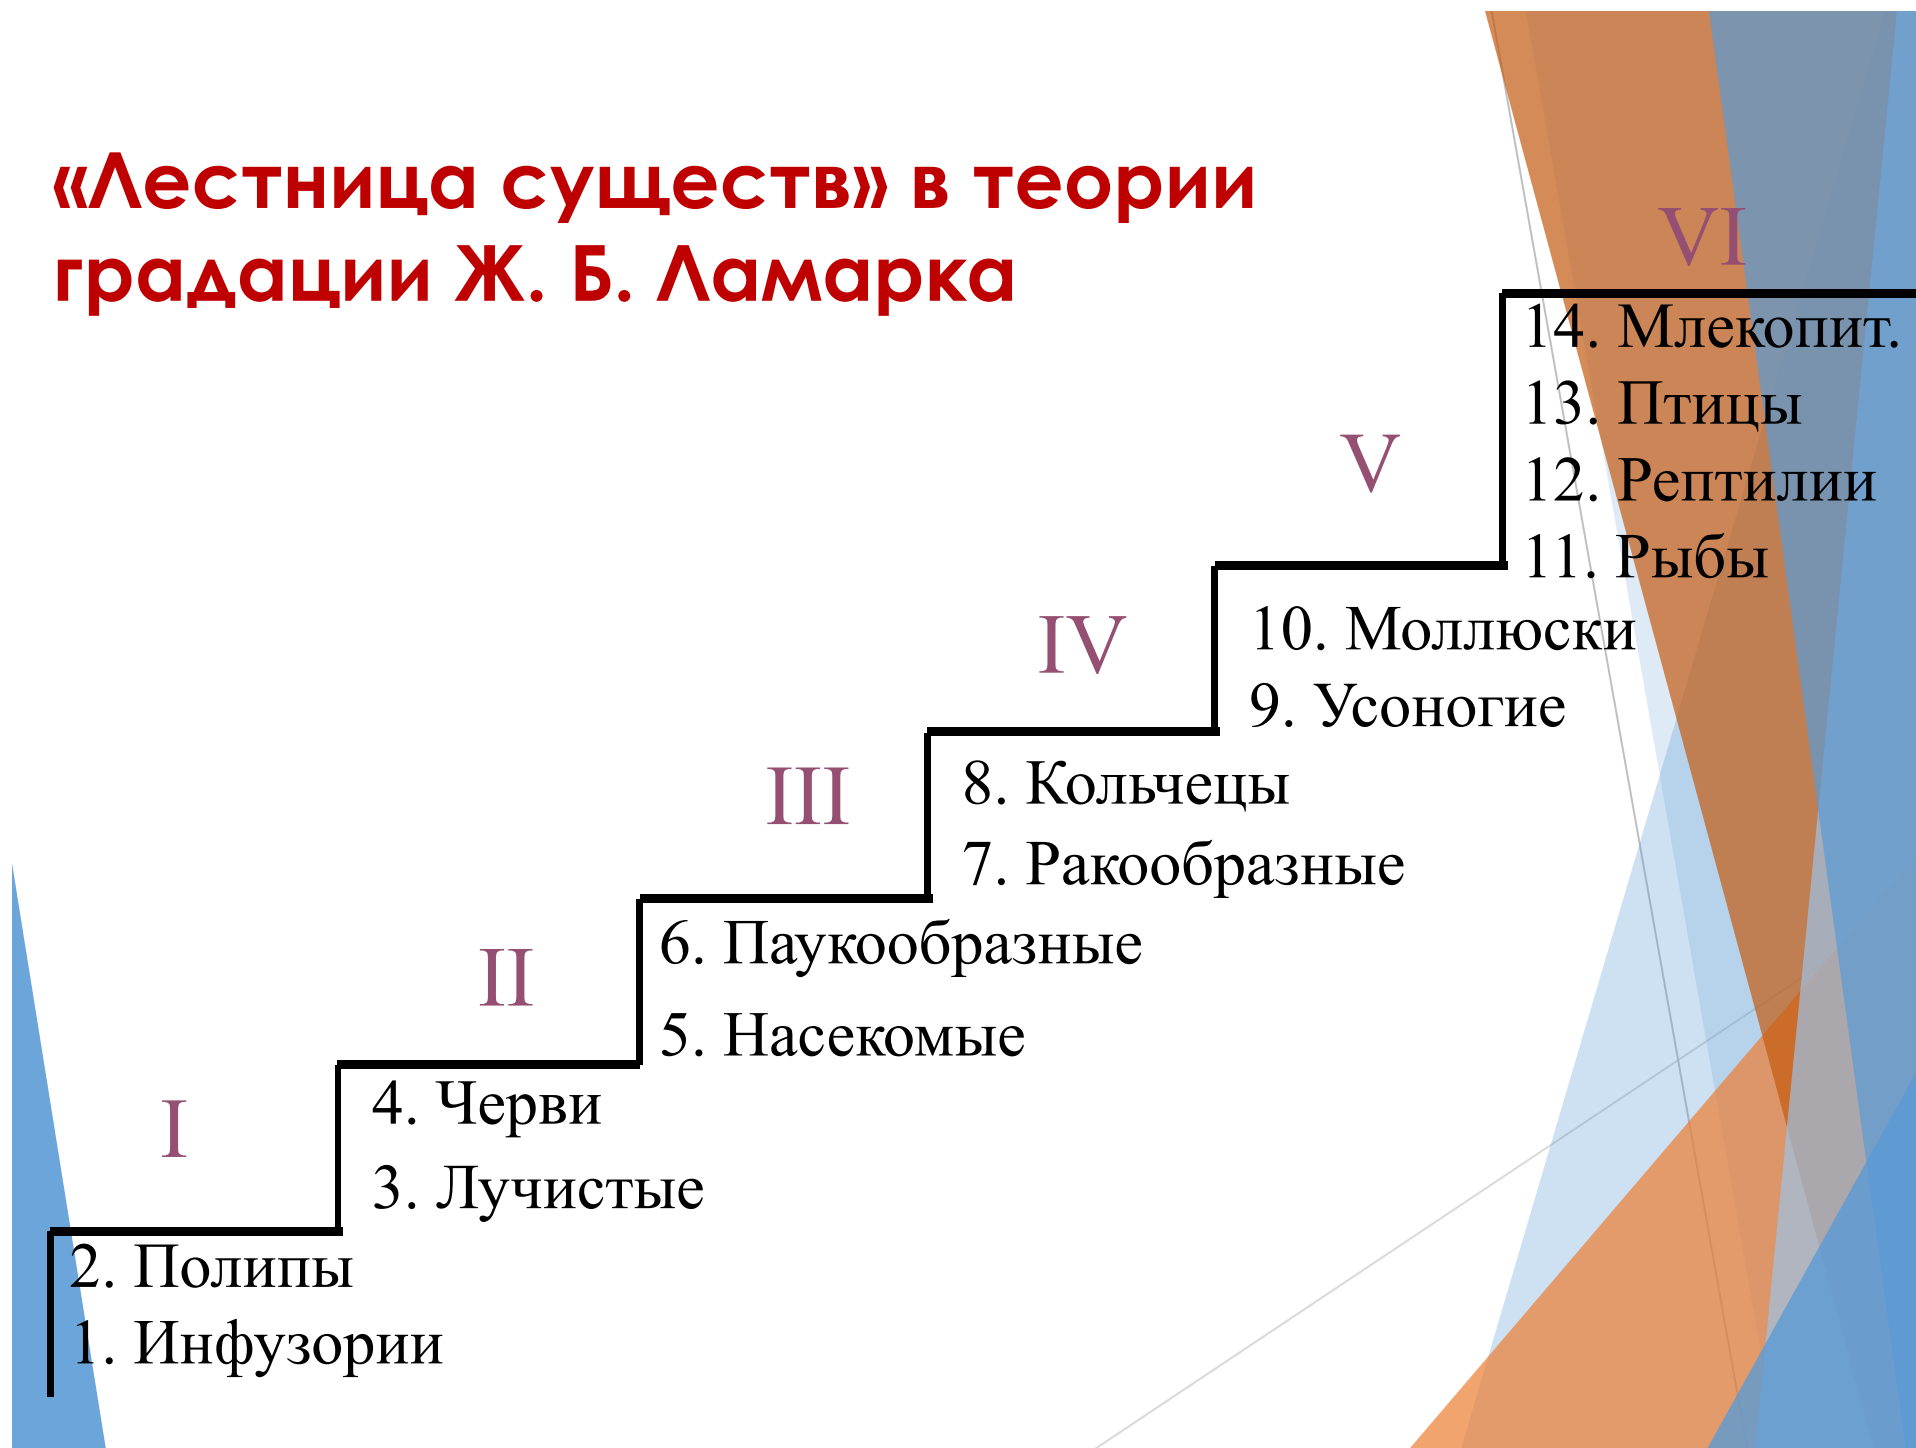 «Лестница существ» в теории
градации Ж. Б. Ламарка
VI
14. Млекопит.
13. Птицы
12. Рептилии
11. Рыбы
V
10. Моллюски
9. Усоногие
IV
8. Кольчецы
7. Ракообразные
III
6. Паукообразные
5. Насекомые
II
4. Черви
3. Лучистые
I
2. Полипы
1. Инфузории